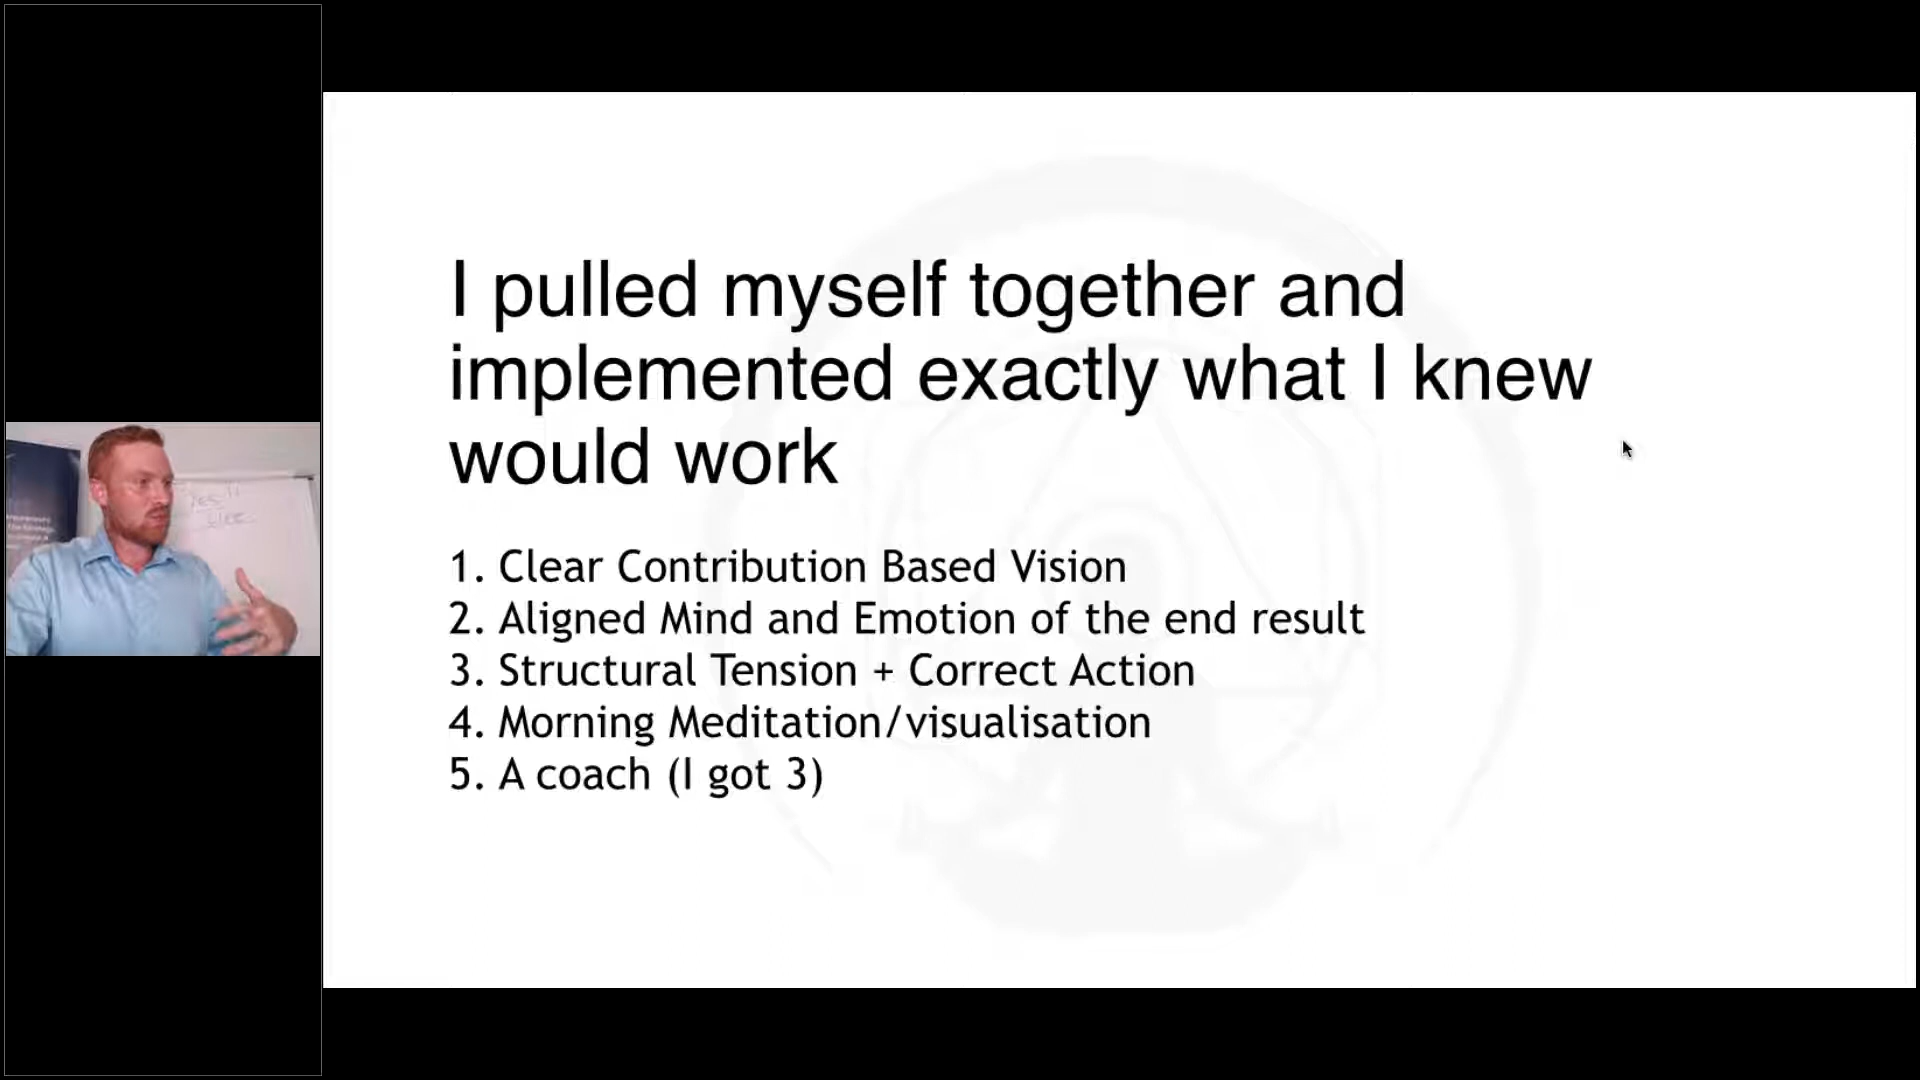 I pulled myself together and
implemented exactly what I knew
would work
1. Clear Contribution Based Vision
2. Aligned Mind and Emotion of the end result
3. Structural Tension + Correct Action
4. Morning Meditation/visualisation
5. A coach (I got 3)